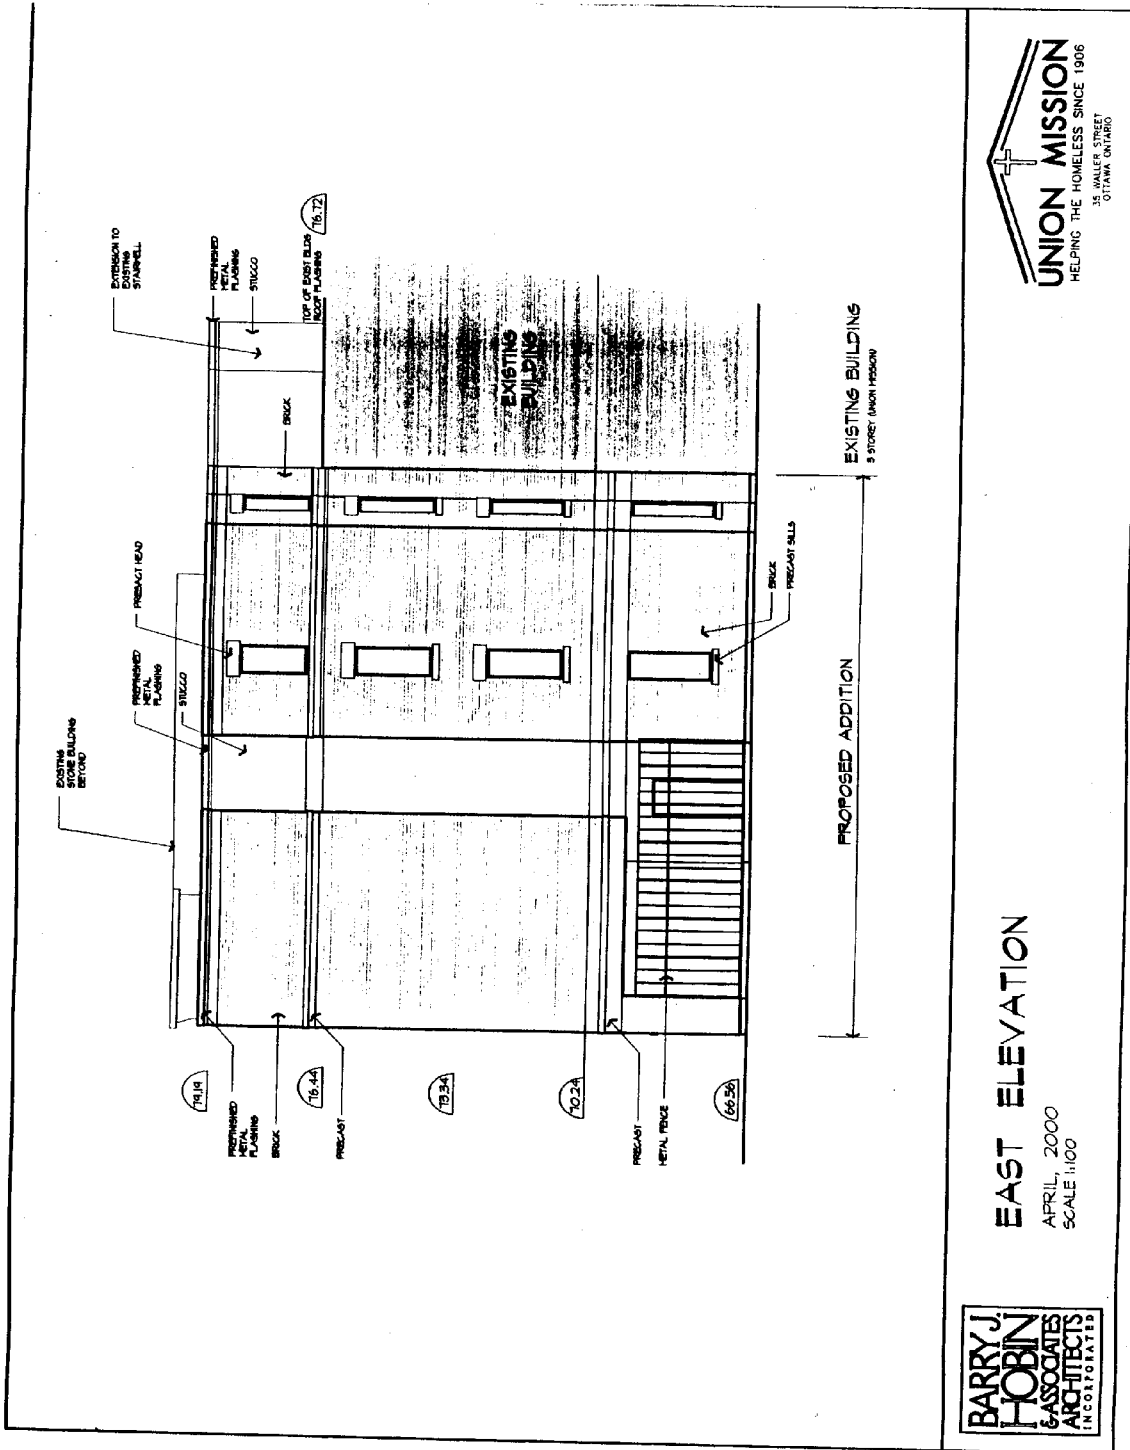 EXISTING
STONE BUILDING
BEYOND
PREFINISHED
METAL
FLASHING
STUCCO
PRESACT HEAD
EXTENSION TO
EXISTING
STAIRWELL
PREFINISHED
METAL
FLASHING
STUCCO
BRICK
TOP OF EXIST BLDG
ROOF FLASHING
76.72
79.19
PREFINISHED
METAL
FLASHING
BRICK
76.44
PRECAST
73.34
70.24
PRECAST
METAL FENCE
66.56
EXISTING
BUILDING
BRICK
PRECAST SILLS
PROPOSED ADDITION
EXISTING BUILDING
3 STOREY (UNION MISSION)
BARRY J.
HOBIN
& ASSOCIATES
ARCHITECTS
INCORPORATED
EAST ELEVATION
APRIL, 2000
SCALE 1:100
UNION MISSION
HELPING THE HOMELESS SINCE 1906
35 WALLER STREET
OTTAWA ONTARIO